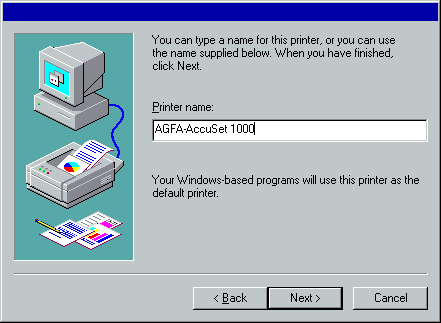 You can type a name for this printer, or you can use
the name supplied below. When you have finished,
click Next.
Printer name:
AGFA-AccuSet 1000
Your Windows-based programs will use this printer as the
default printer.
< Back
Next >
Cancel